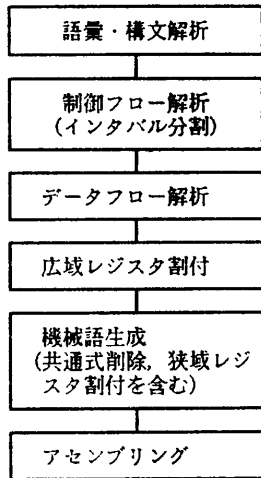 語彙・構文解析
制御フロー解析
(インタバル分割)
データフロー解析
広域レジスタ割付
機械語生成
(共通式削除, 狭域レジ
スタ割付を含む)
アセンブリング